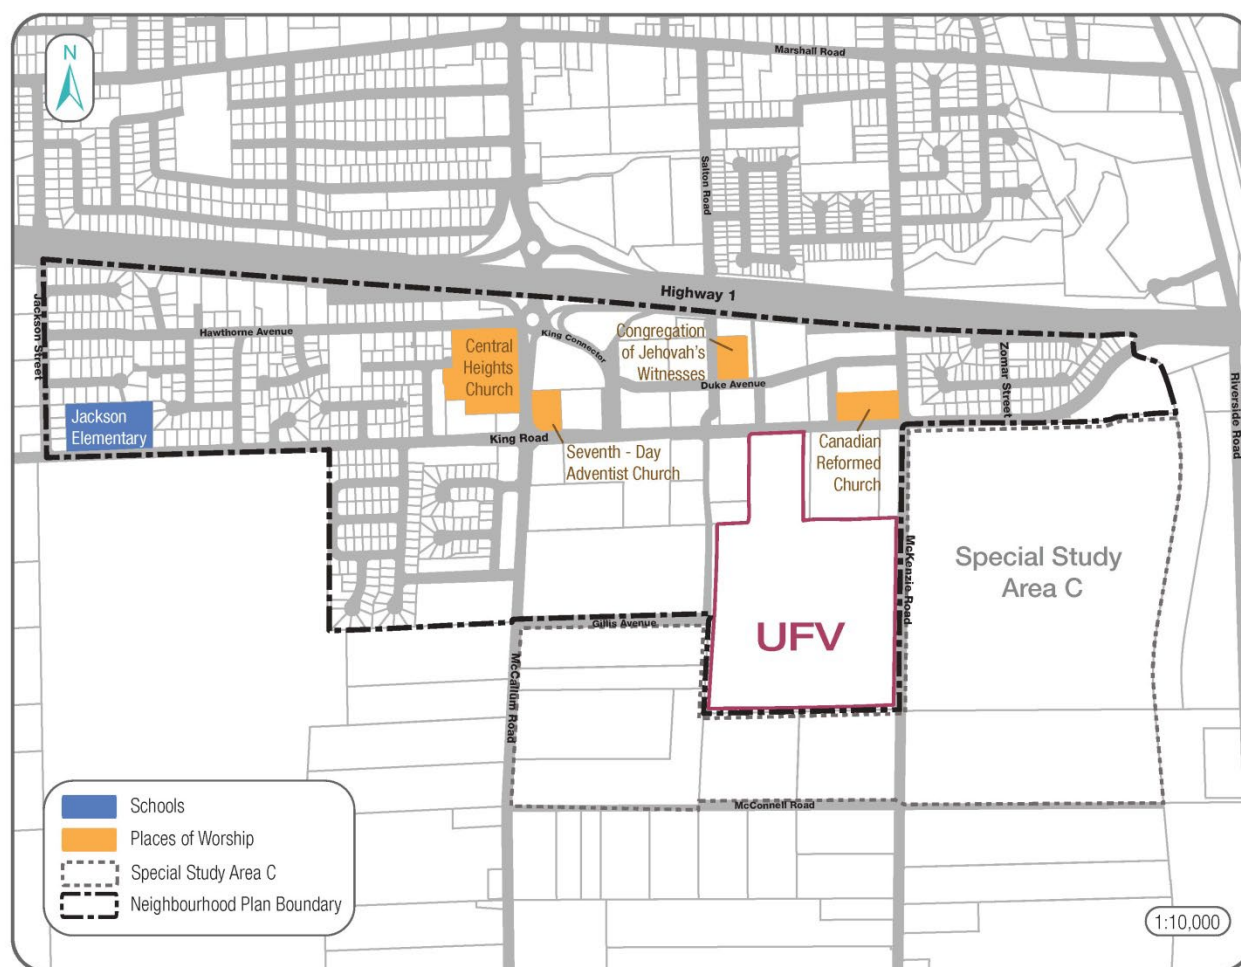 N
Marshall Road
Salton Road
Highway 1
Jackson Street
Hawthorne Avenue
King Connector
Central
Heights
Church
Congregation
of Jehovah's
Witnesses
Duke Avenue
Zomar Street
Riverside Road
Jackson
Elementary
King Road
Seventh - Day
Adventist Church
Canadian
Reformed
Church
McKenzie Road
Special Study
Area C
UFV
Gillis Avenue
McCallum Road
McConnell Road
Schools
Places of Worship
Special Study Area C
Neighbourhood Plan Boundary
1:10,000